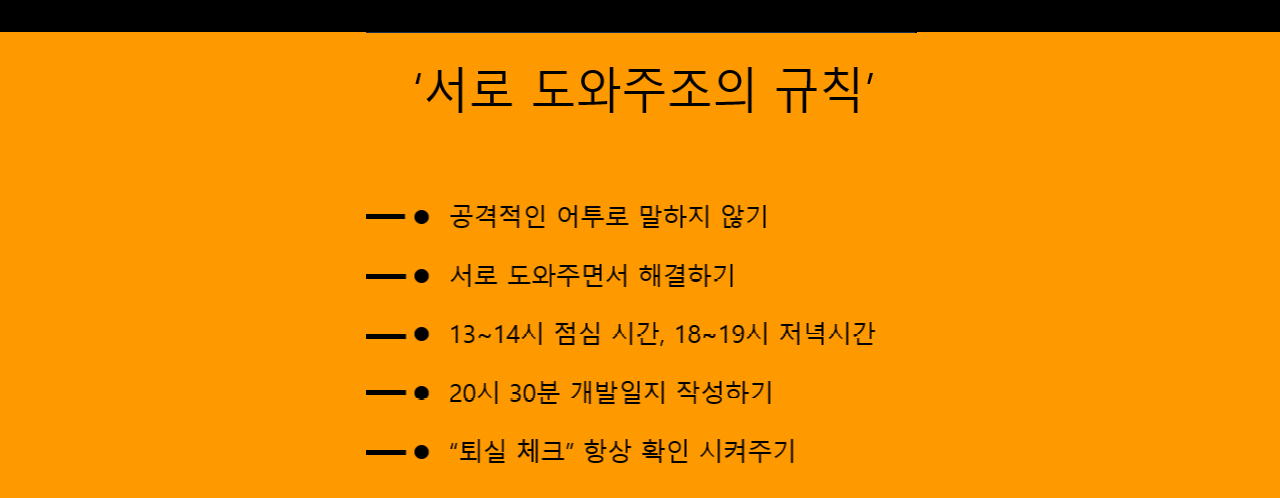 ‘서로 도와주조의 규칙’
공격적인 어투로 말하지 않기
서로 도와주면서 해결하기
13~14시 점심 시간, 18~19시 저녁시간
20시 30분 개발일지 작성하기
“퇴실 체크” 항상 확인 시켜주기